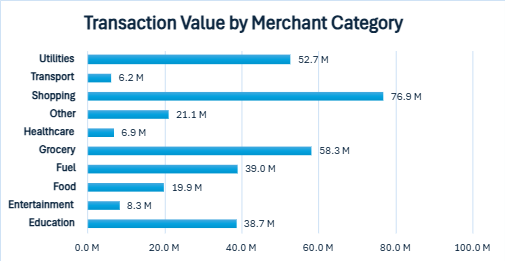 Transaction Value by Merchant Category
Utilities 52.7 M
Transport 6.2 M
Shopping 76.9 M
Other 21.1 M
Healthcare 6.9 M
Grocery 58.3 M
Fuel 39.0 M
Food 19.9 M
Entertainment 8.3 M
Education 38.7 M
0.0 M 20.0 M 40.0 M 60.0 M 80.0 M 100.0 M